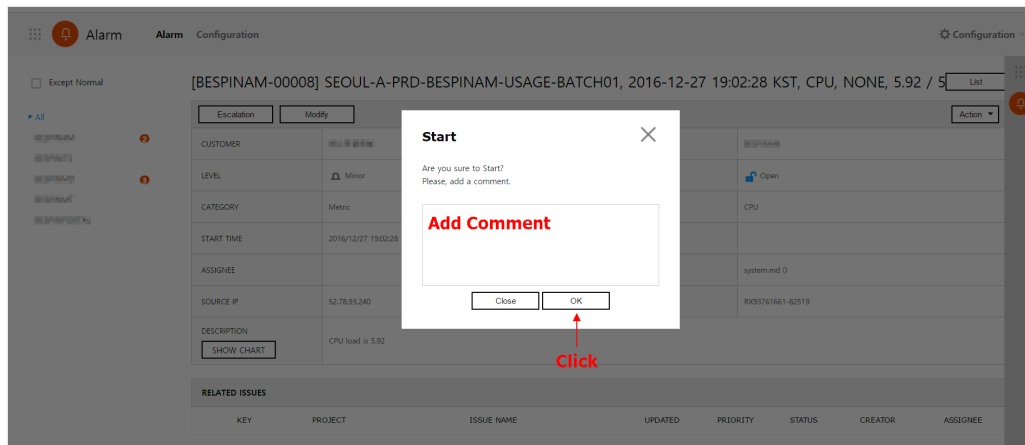 Alarm
Alarm Configuration
Configuration
Except Normal
[BESPINAM-00008] SEOUL-A-PRD-BESPINAM-USAGE-BATCH01, 2016-12-27 19:02:28 KST, CPU, NONE, 5.92 / 5
List
All
2
Escalation Modify
Action
CUSTOMER
LEVEL
Minor
Open
CATEGORY
Metric
CPU
START TIME
2016/12/27 19:02:28
ASSIGNEE
system.md ()
SOURCE IP
52.78.93.240
RX93761661-82519
DESCRIPTION
SHOW CHART
CPU load is 5.92
Start
Are you sure to Start?
Please, add a comment.
Add Comment
Close OK
Click
RELATED ISSUES
KEY PROJECT ISSUE NAME UPDATED PRIORITY STATUS CREATOR ASSIGNEE